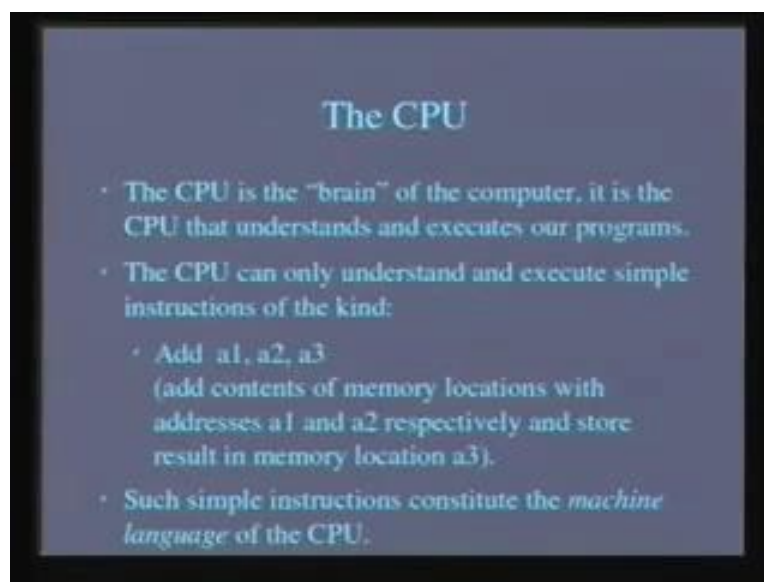 The CPU
• The CPU is the “brain” of the computer, it is the
CPU that understands and executes our programs.
• The CPU can only understand and execute simple
instructions of the kind:
• Add a1, a2, a3
(add contents of memory locations with
addresses a1 and a2 respectively and store
result in memory location a3).
• Such simple instructions constitute the machine
language of the CPU.